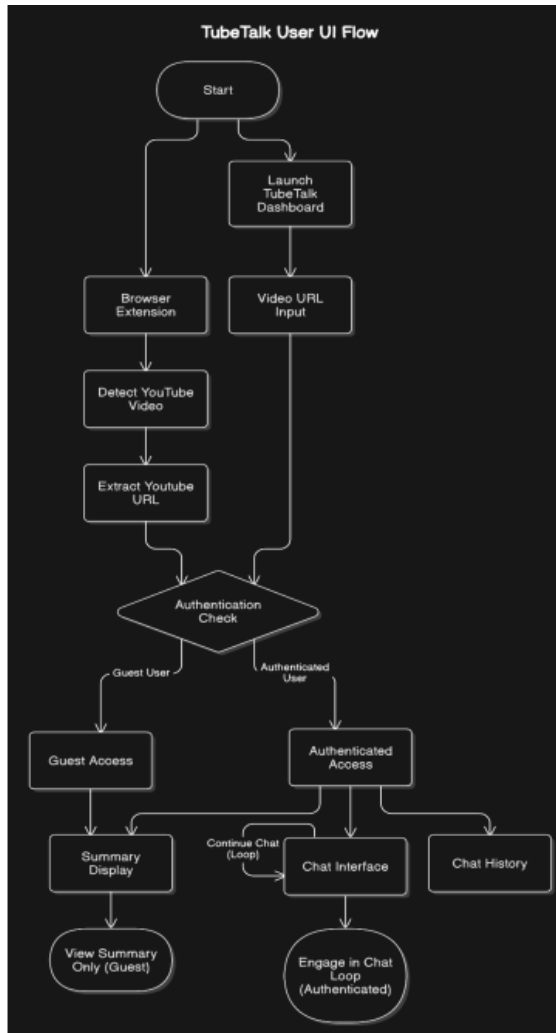 TubeTalk User UI Flow
Start
Launch
TubeTalk
Dashboard
Browser
Extension
Video URL
Input
Detect YouTube
Video
Extract Youtube
URL
Authentication
Check
Guest User
Authenticated
User
Guest Access
Authenticated
Access
Continue Chat
(Loop)
Summary
Display
Chat Interface
Chat History
View Summary
Only (Guest)
Engage in Chat
Loop
(Authenticated)